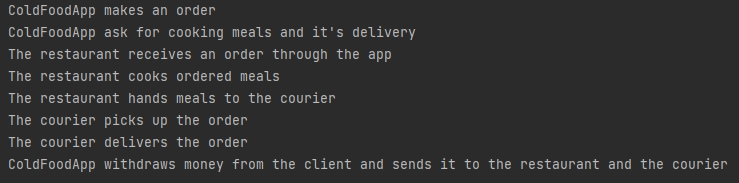 ColdFoodApp makes an order
ColdFoodApp ask for cooking meals and it's delivery
The restaurant receives an order through the app
The restaurant cooks ordered meals
The restaurant hands meals to the courier
The courier picks up the order
The courier delivers the order
ColdFoodApp withdraws money from the client and sends it to the restaurant and the courier